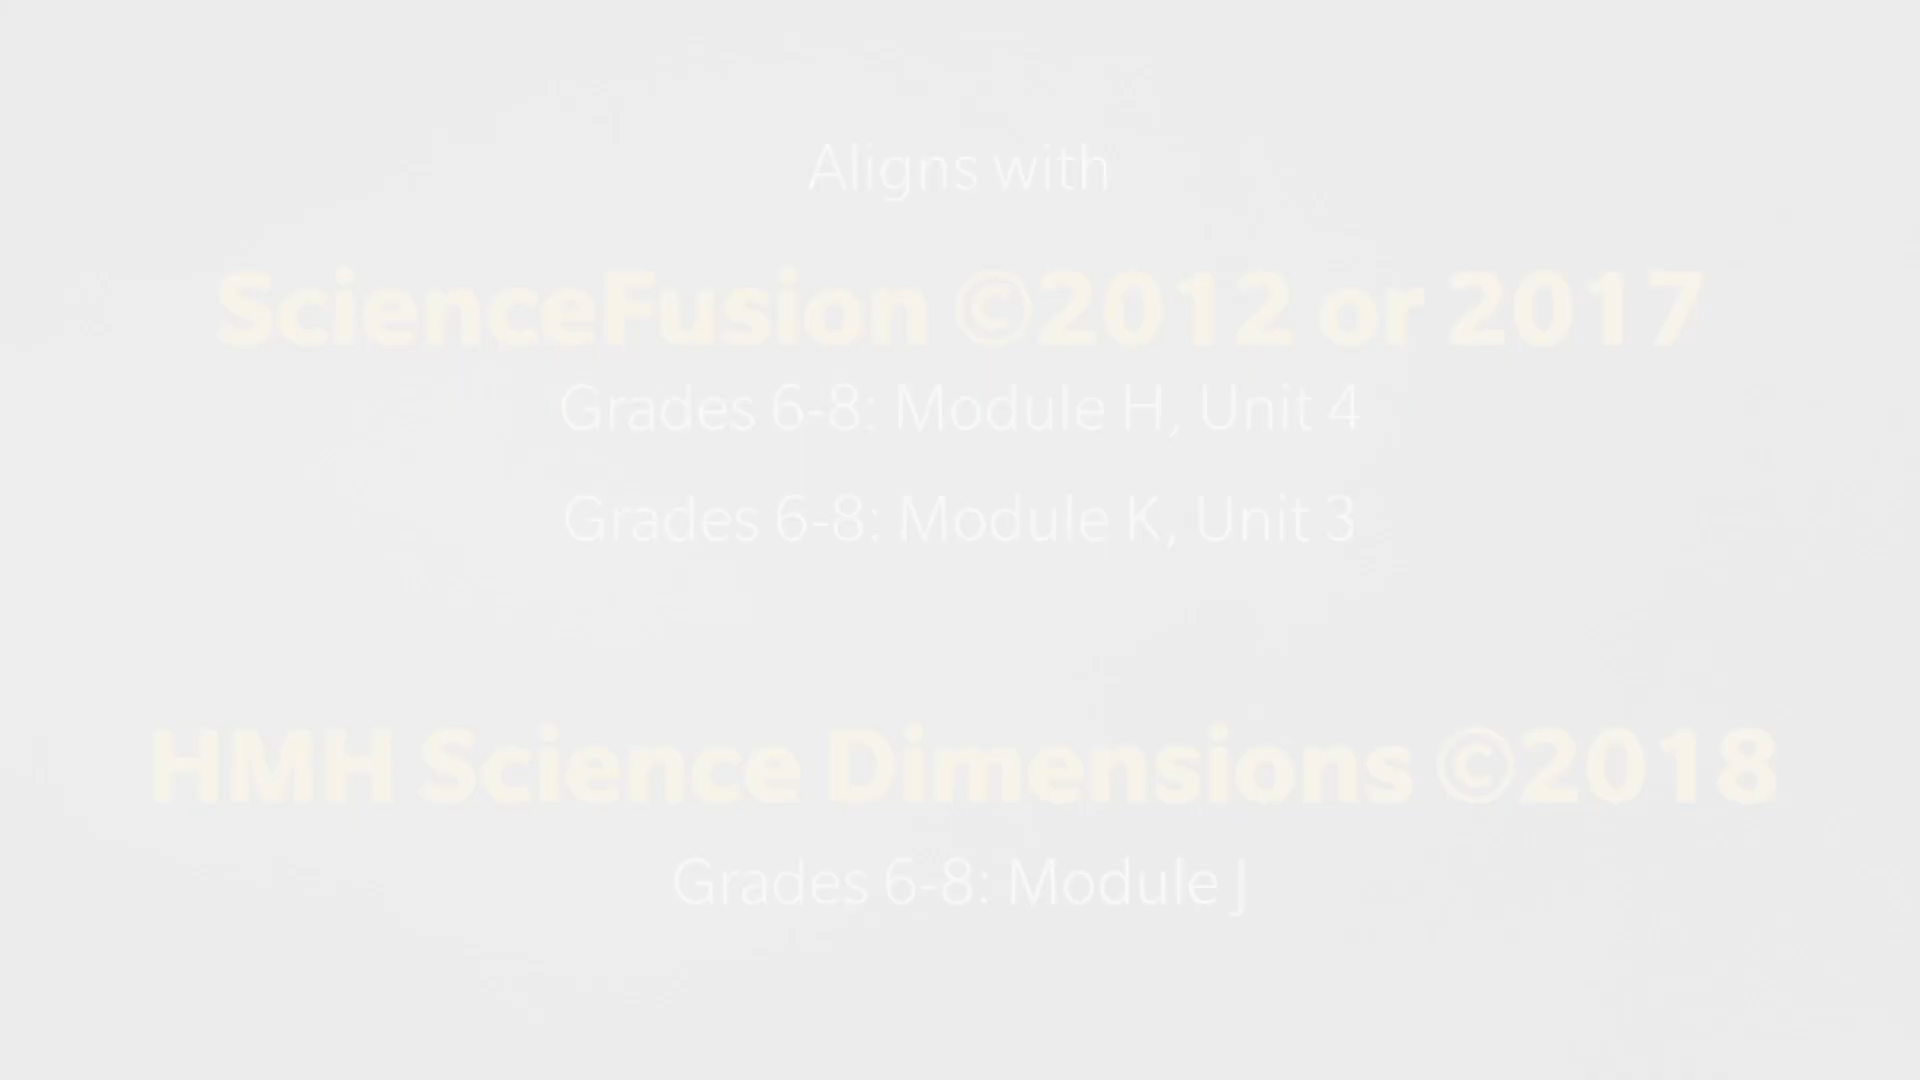 Aligns with
ScienceFusion ©2012 or 2017
Grades 6-8: Module H, Unit 4
Grades 6-8: Module K, Unit 3
HMH Science Dimensions ©2018
Grades 6-8: Module J